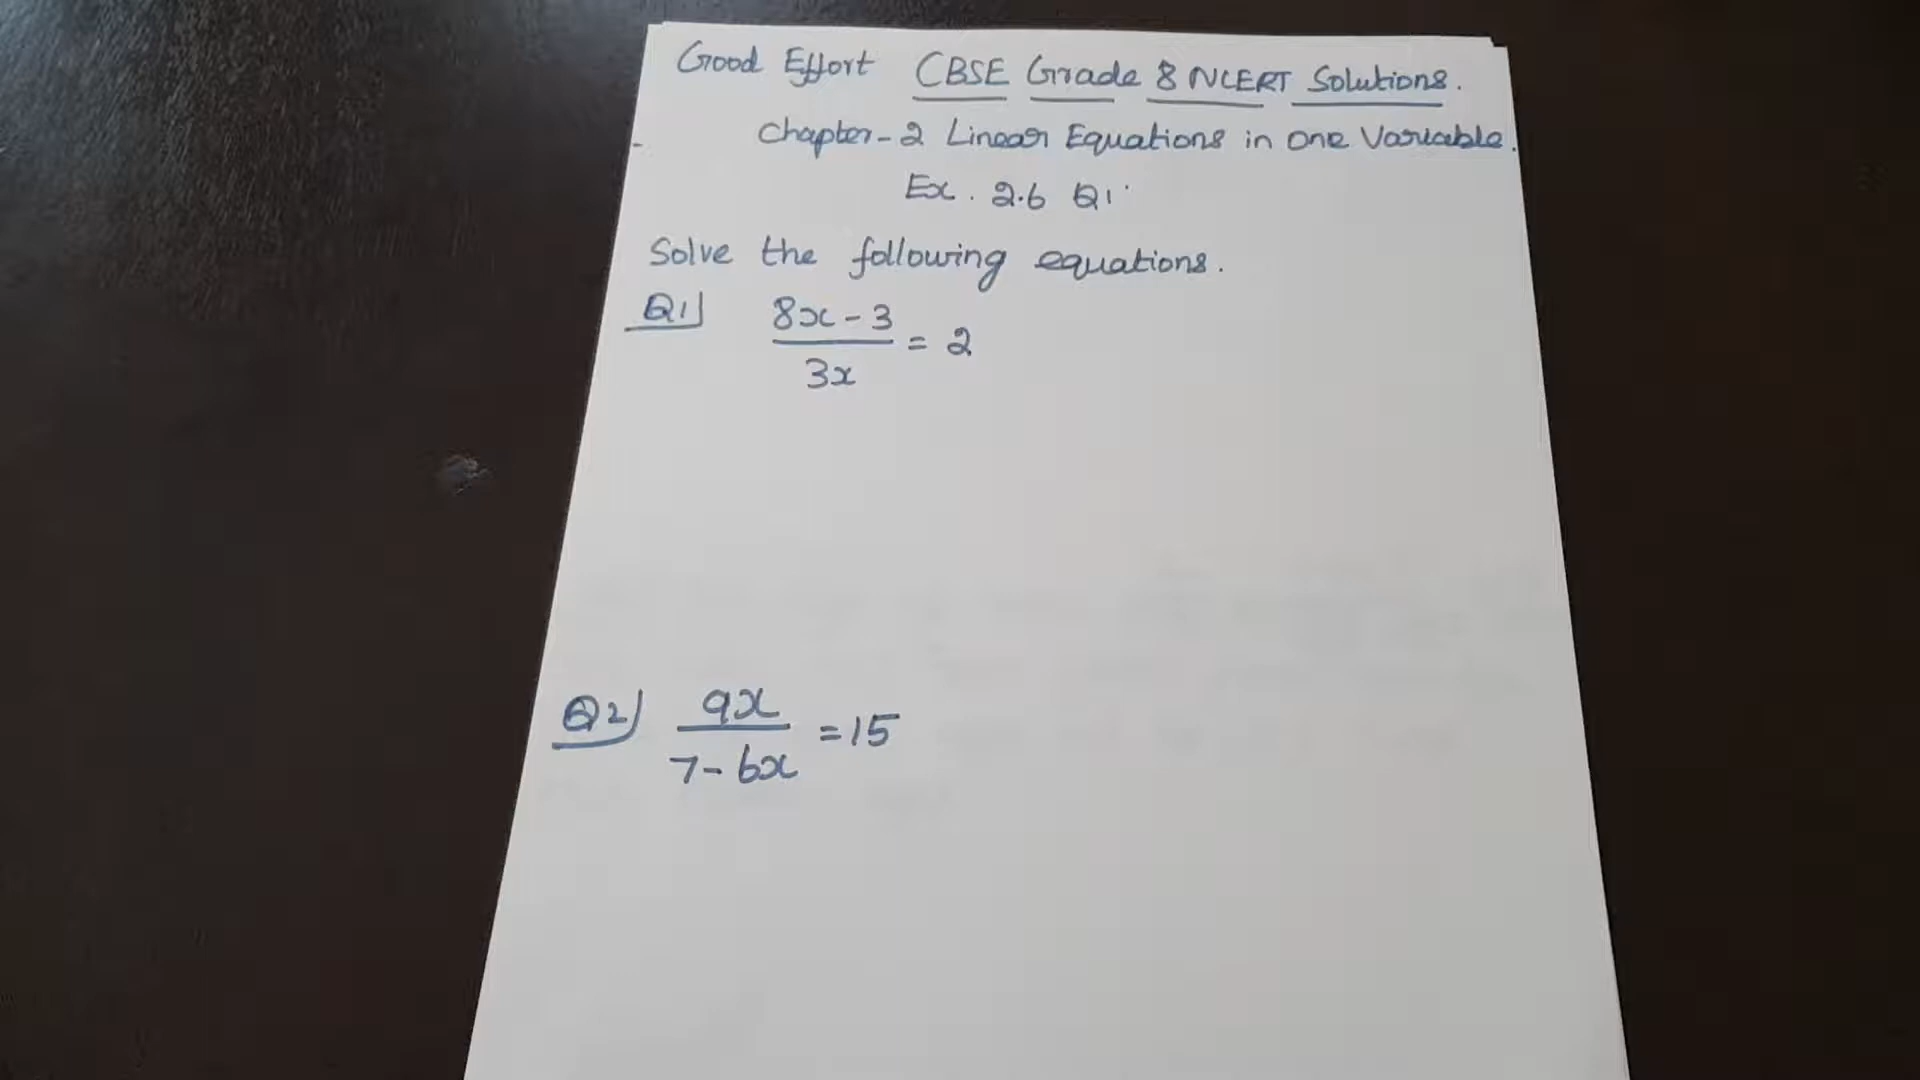 Good Effort CBSE Grade 8 NCERT Solutions.
Chapter-2 Linear Equations in one Variable.
Ex. 2.6 Q1.
Solve the following equations.
Q1) 8x-3/3x = 2
Q2) 9x/7-6x = 15